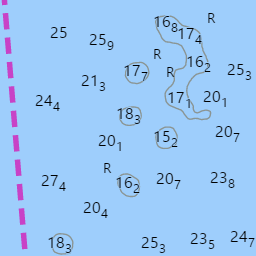 16₈ R
25 25₉ 17₄
R
16₂
17₇ R 25₃
21₃
24₄ 17₁ 20₁
18₃
20₁ 15₂ 20₇
R
27₄ 16₂ 20₇ 23₈
20₄
18₃ 25₃ 23₅ 24₇